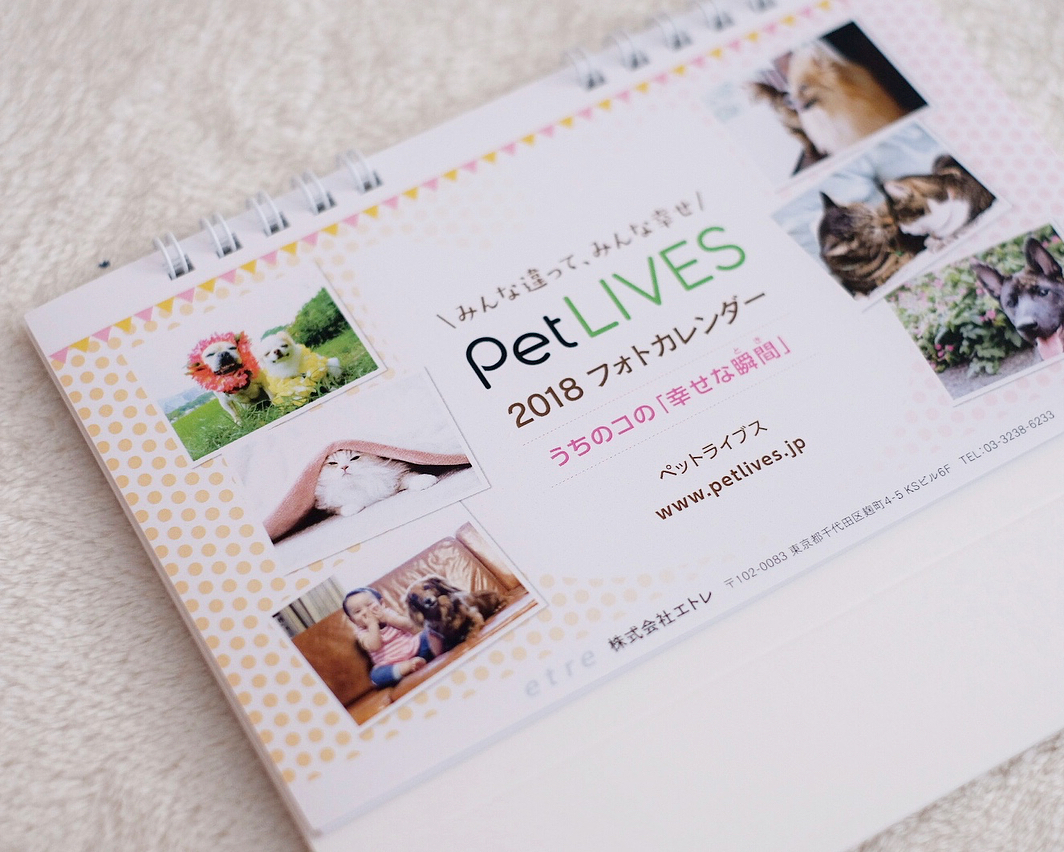 \みんな違って、みんな幸せ/
PetLIVES
2018 フォトカレンダー
うちのコの「幸せな瞬間」
とき
ペットライブス
www.petlives.jp
etre 株式会社エトレ 〒102-0083 東京都千代田区麹町4-5 KSビル6F TEL:03-3238-6233